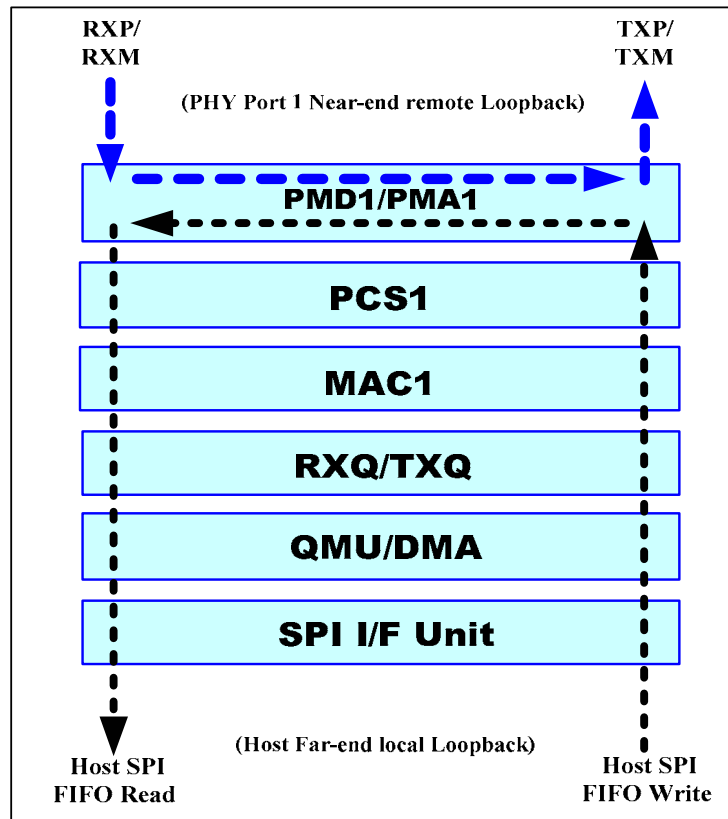 RXP/
RXM
TXP/
TXM
(PHY Port 1 Near-end remote Loopback)
PMD1/PMA1
PCS1
MAC1
RXQ/TXQ
QMU/DMA
SPI I/F Unit
(Host Far-end local Loopback)
Host SPI
FIFO Read
Host SPI
FIFO Write